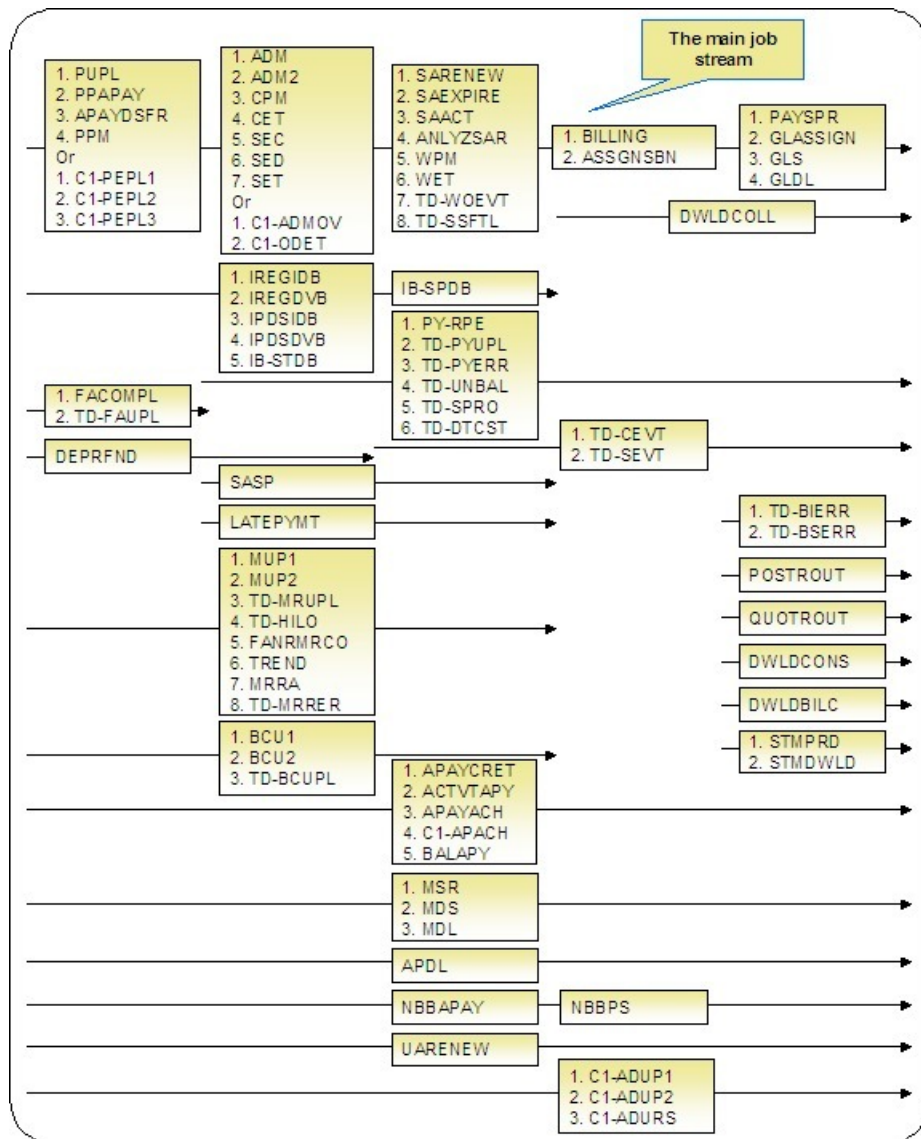 The main job
stream
1. PUPL
2. PPAPAY
3. APAYDSFR
4. PPM
Or
1. C1-PEPL1
2. C1-PEPL2
3. C1-PEPL3
1. ADM
2. ADM2
3. CPM
4. CET
5. SEC
6. SED
7. SET
Or
1. C1-ADMOV
2. C1-ODET
1. SARENEW
2. SAEXPIRE
3. SAACT
4. ANLYZSAR
5. WPM
6. WET
7. TD-WOEVT
8. TD-SSFTL
1. BILLING
2. ASSGNSBN
1. PAYSPR
2. GLASSIGN
3. GLS
4. GLDL
DWLDCOLL
1. IREGIDB
2. IREGDVB
3. IPDSIDB
4. IPDSDVB
5. IB-STDB
IB-SPDB
1. PY-RPE
2. TD-PYUPL
3. TD-PYERR
4. TD-UNBAL
5. TD-SPRO
6. TD-DTCST
1. FACOMPL
2. TD-FAUPL
DEPRFND
1. TD-CEVT
2. TD-SEVT
SASP
LATEPYMT
1. TD-BIERR
2. TD-BSERR
1. MUP1
2. MUP2
3. TD-MRUPL
4. TD-HILO
5. FANRMRCO
6. TREND
7. MRRA
8. TD-MRRER
POSTROUT
QUOTROUT
DWLDCONS
DWLDBILC
1. BCU1
2. BCU2
3. TD-BCUPL
1. STMPRD
2. STMDWLD
1. APAYCRET
2. ACTVTAPY
3. APAYACH
4. C1-APACH
5. BALAPY
1. MSR
2. MDS
3. MDL
APDL
NBBAPAY
NBBPS
UARENEW
1. C1-ADUP1
2. C1-ADUP2
3. C1-ADURS